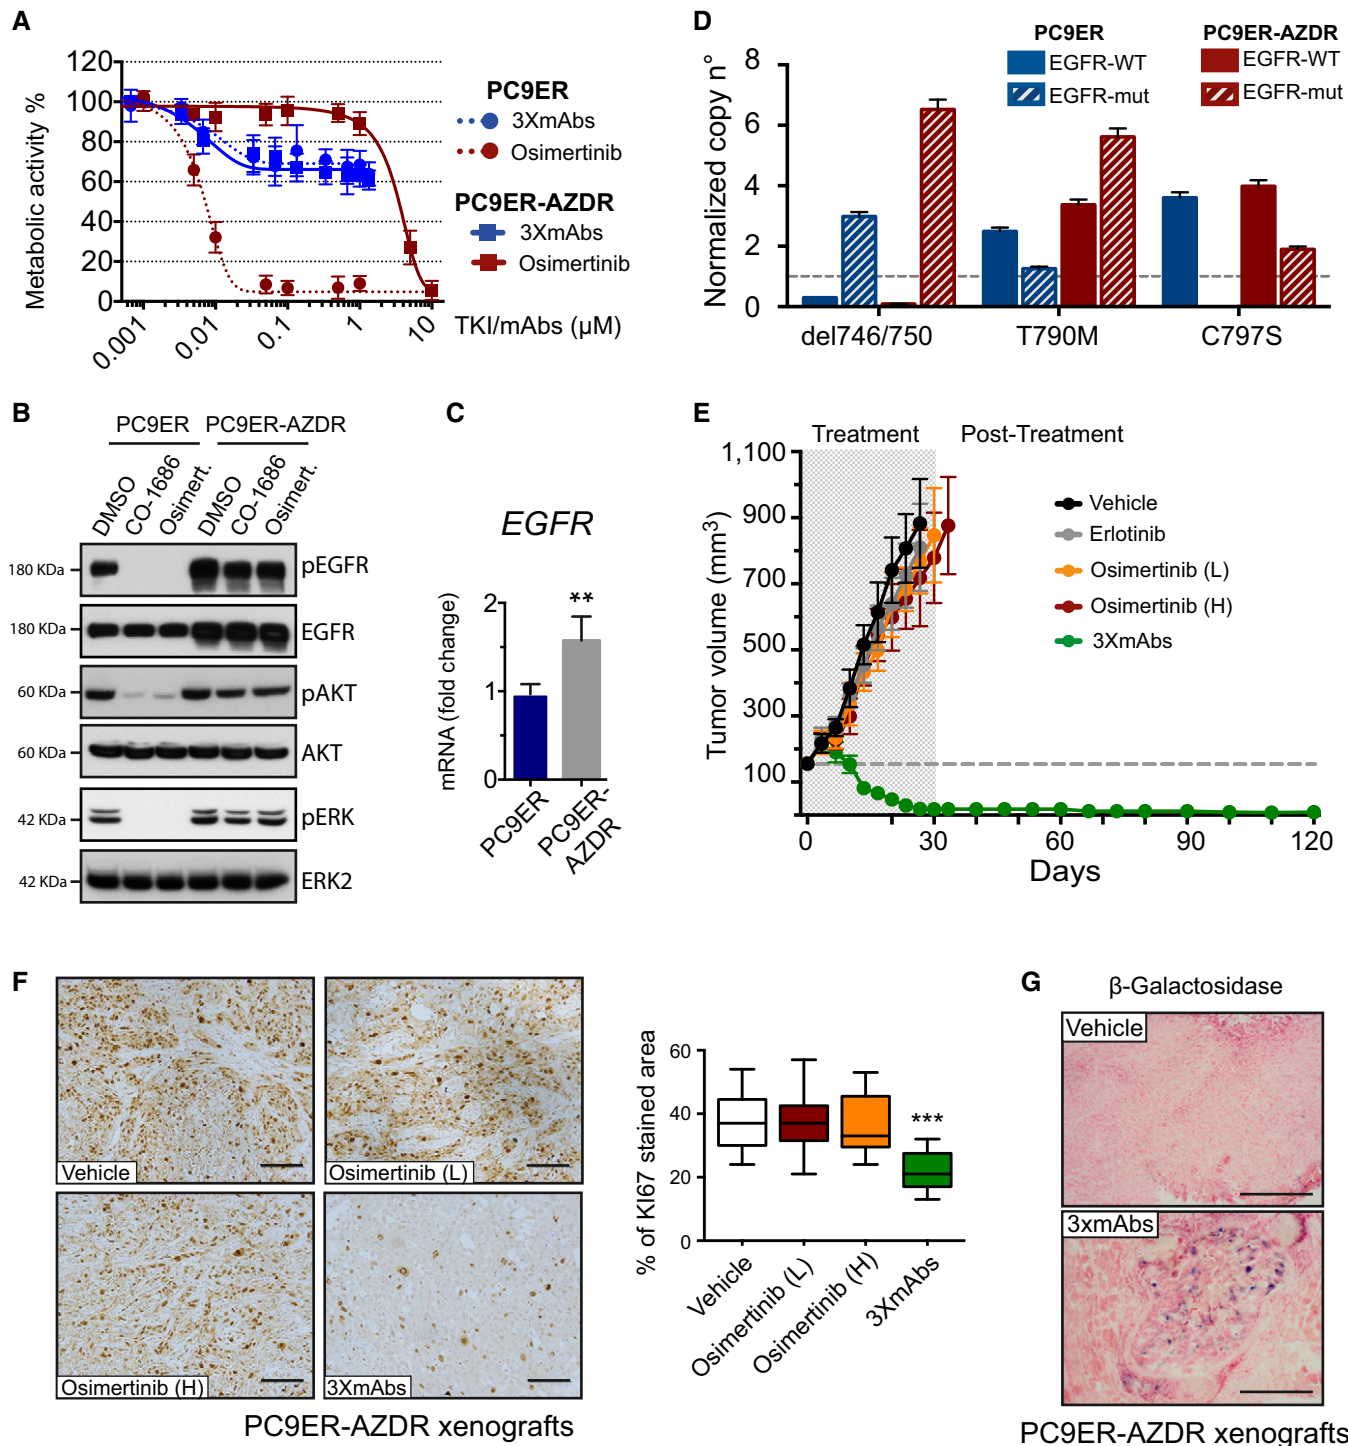 A
Metabolic activity %
120
100
80
60
40
20
0
0.001
0.01
0.1
1
10
TKI/mAbs (µM)
PC9ER
3XmAbs
Osimertinib
PC9ER-AZDR
3XmAbs
Osimertinib
D
Normalized copy n°
8
6
4
2
0
PC9ER
EGFR-WT
EGFR-mut
PC9ER-AZDR
EGFR-WT
EGFR-mut
del746/750
T790M
C797S
B
PC9ER
PC9ER-AZDR
DMSO
CO-1686
Osimert.
DMSO
CO-1686
Osimert.
180 KDa
pEGFR
180 KDa
EGFR
60 KDa
pAKT
60 KDa
AKT
42 KDa
pERK
42 KDa
ERK2
C
EGFR
mRNA (fold change)
2
1
0
**
PC9ER
PC9ER-
AZDR
E
Treatment
Post-Treatment
Tumor volume (mm³)
1,100
900
700
500
300
100
0
30
60
90
120
Days
Vehicle
Erlotinib
Osimertinib (L)
Osimertinib (H)
3XmAbs
F
Vehicle
Osimertinib (L)
Osimertinib (H)
3XmAbs
PC9ER-AZDR xenografts
% of KI67 stained area
60
40
20
0
***
Vehicle
Osimertinib (L)
Osimertinib (H)
3XmAbs
G
β-Galactosidase
Vehicle
3xmAbs
PC9ER-AZDR xenografts